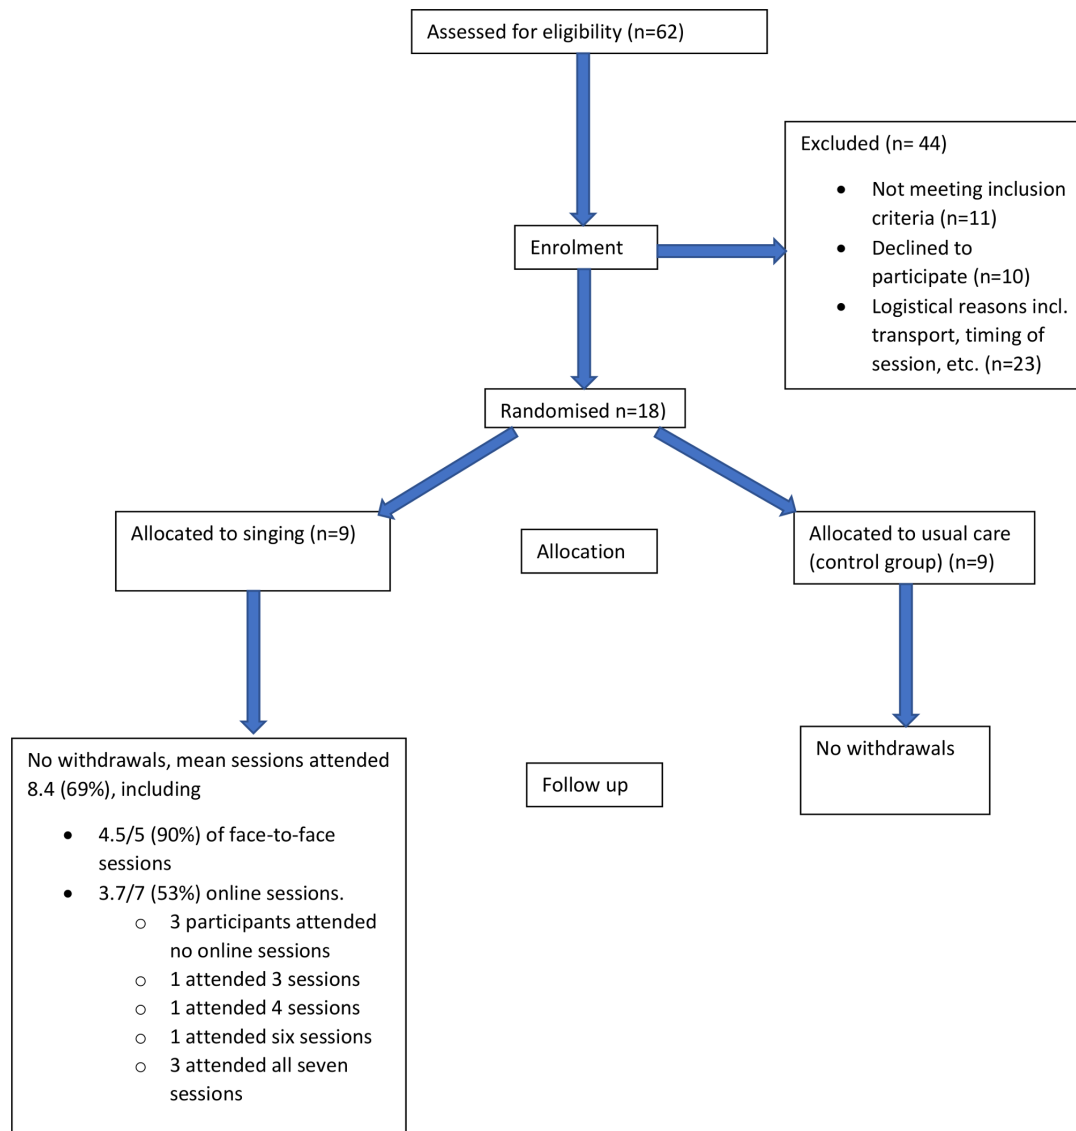 Assessed for eligibility (n=62)
Excluded (n= 44)
• Not meeting inclusion
criteria (n=11)
• Declined to
participate (n=10)
• Logistical reasons incl.
transport, timing of
session, etc. (n=23)
Enrolment
Randomised n=18)
Allocated to singing (n=9)
Allocation
Allocated to usual care
(control group) (n=9)
No withdrawals, mean sessions attended
8.4 (69%), including
• 4.5/5 (90%) of face-to-face
sessions
• 3.7/7 (53%) online sessions.
o 3 participants attended
no online sessions
o 1 attended 3 sessions
o 1 attended 4 sessions
o 1 attended six sessions
o 3 attended all seven
sessions
Follow up
No withdrawals